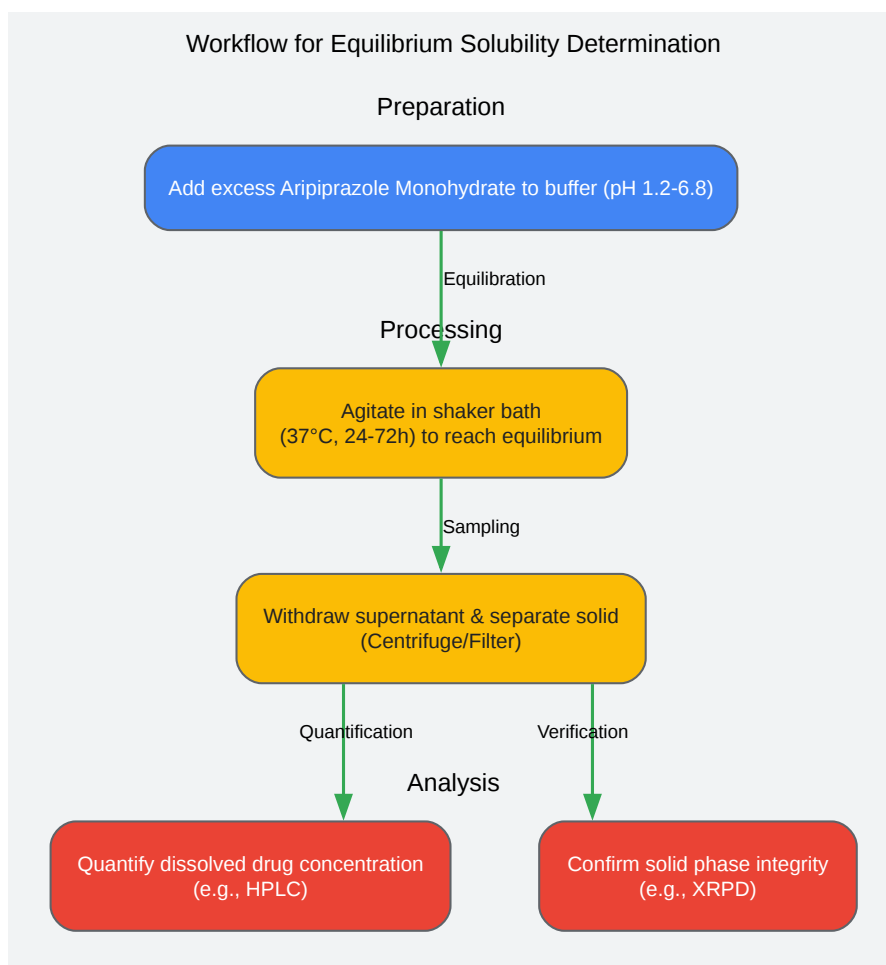 Workflow for Equilibrium Solubility Determination
Preparation
Add excess Aripiprazole Monohydrate to buffer (pH 1.2-6.8)
Equilibration
Processing
Agitate in shaker bath
(37°C, 24-72h) to reach equilibrium
Sampling
Withdraw supernatant & separate solid
(Centrifuge/Filter)
Quantification
Verification
Analysis
Quantify dissolved drug concentration
(e.g., HPLC)
Confirm solid phase integrity
(e.g., XRPD)